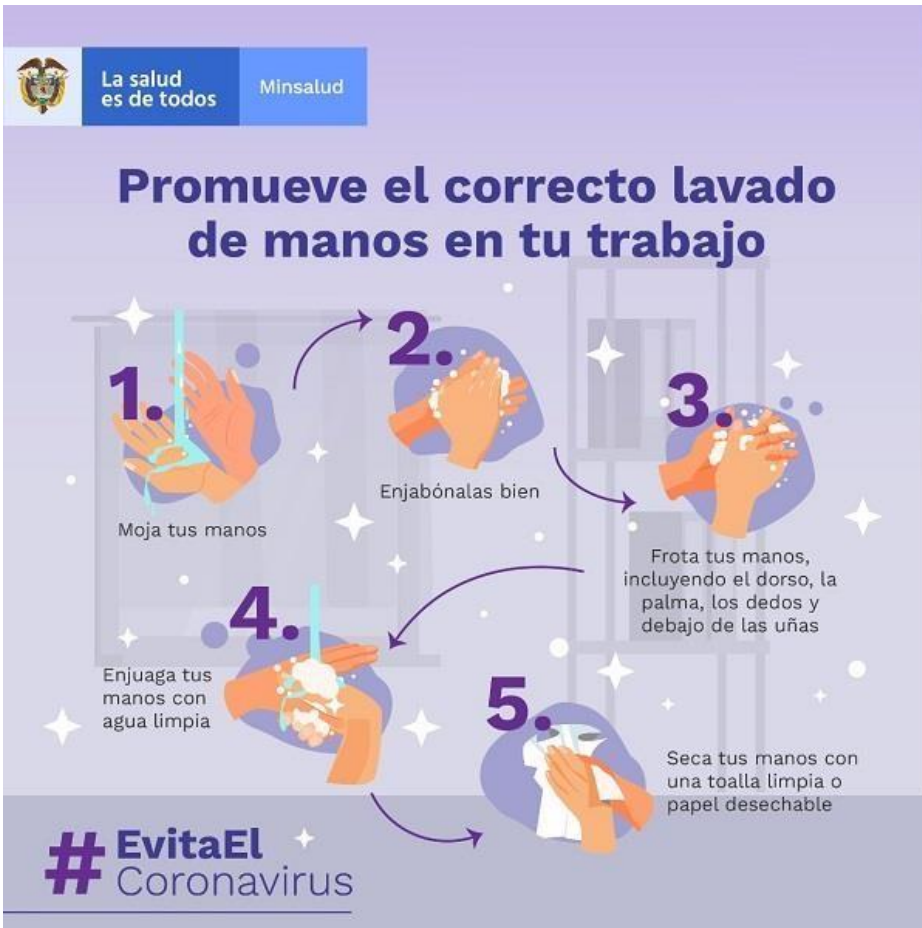 La salud
es de todos
Minsalud
Promueve el correcto lavado
de manos en tu trabajo
1.
Moja tus manos
2.
Enjabónalas bien
3.
Frota tus manos,
incluyendo el dorso, la
palma, los dedos y
debajo de las uñas
4.
Enjuaga tus
manos con
agua limpia
5.
Seca tus manos con
una toalla limpia o
papel desechable
#EvitaEl
Coronavirus